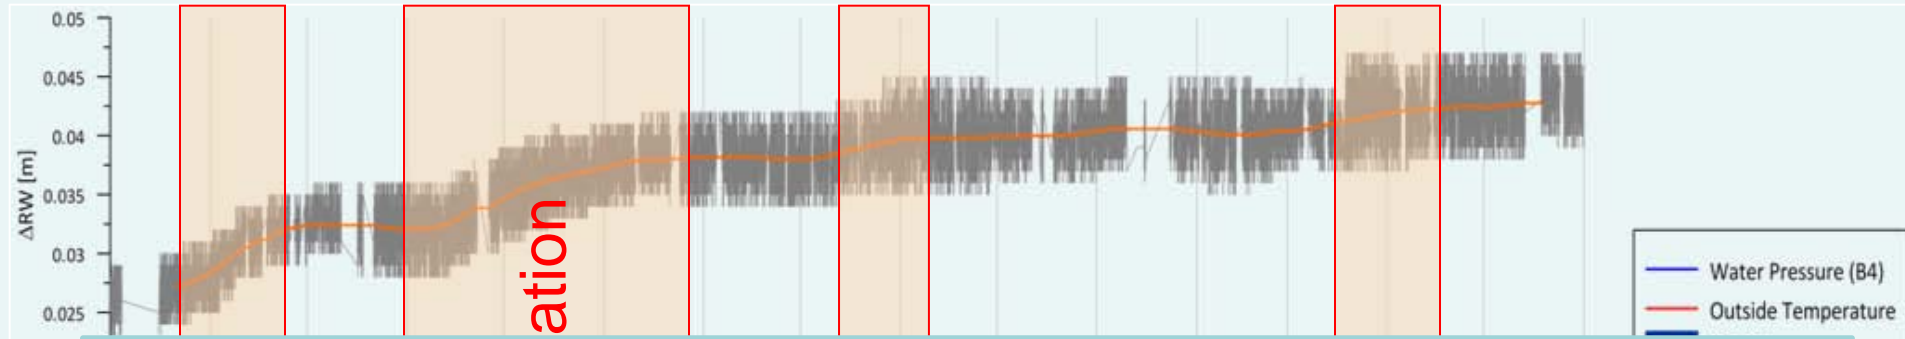 0.05
0.045
0.04
0.035
0.03
0.025
ΔRW [m]
ation
Water Pressure (B4)
Outside Temperature